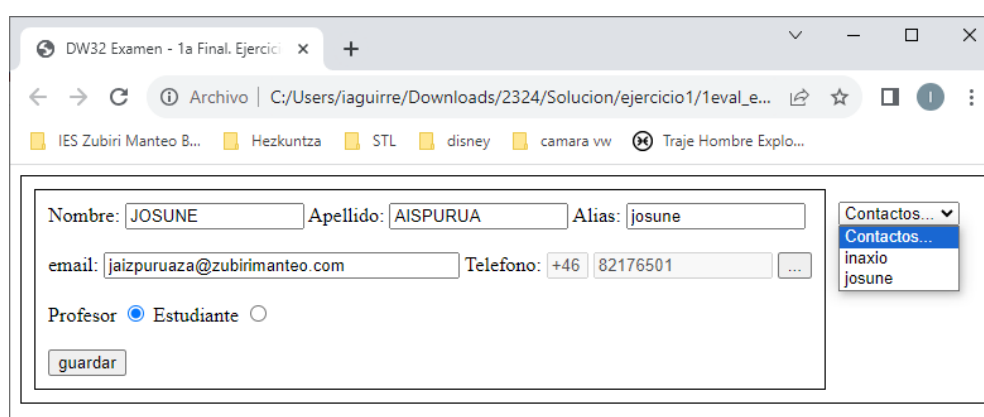 DW32 Examen - 1a Final. Ejercici
Archivo | C:/Users/iaguirre/Downloads/2324/Solucion/ejercicio1/1eval_e... I
IES Zubiri Manteo B... Hezkuntza STL disney camara vw Traje Hombre Explo...
Nombre: JOSUNE Apellido: AISPURUA Alias: josune Contactos...
Contactos...
inaxio
josune
email: jaizpuruaza@zubirimanteo.com Telefono: +46 82176501 ...
Profesor Estudiante
guardar